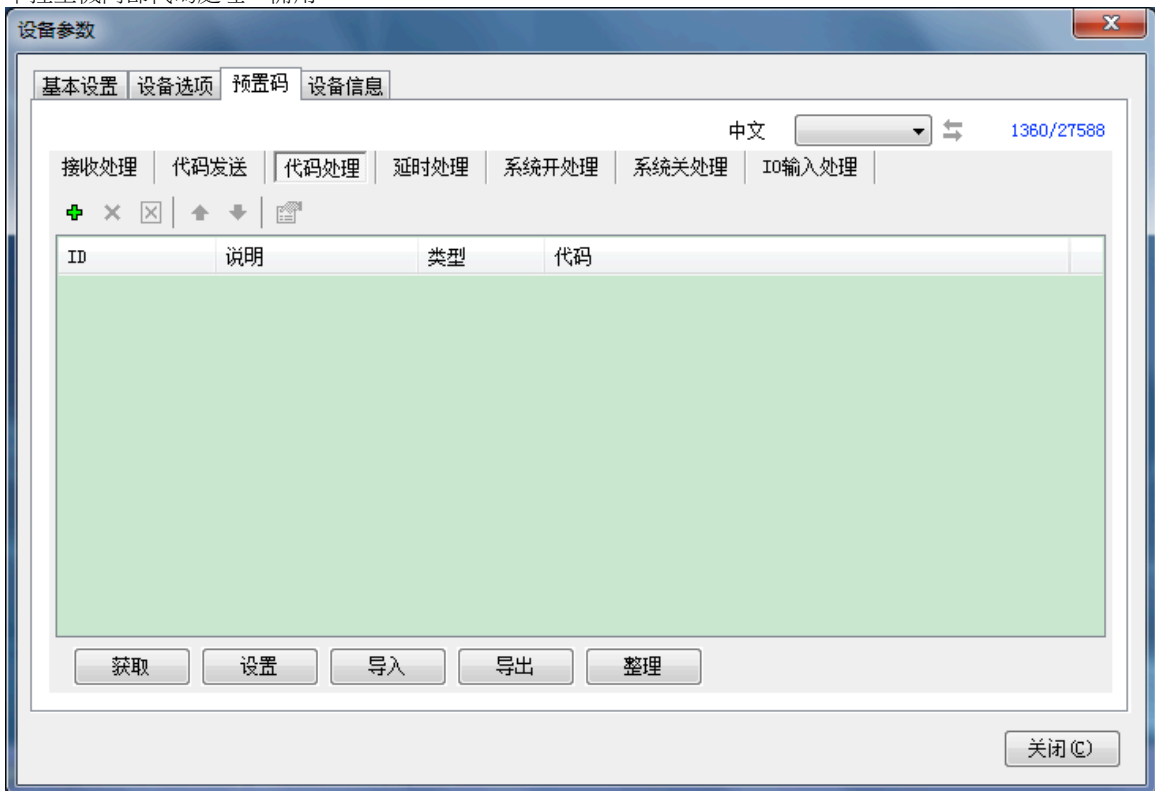 设备参数
基本设置 设备选项 预置码 设备信息
中文 1360/27588
接收处理 代码发送 代码处理 延时处理 系统开处理 系统关处理 IO输入处理
ID 说明 类型 代码
获取 设置 导入 导出 整理
关闭(C)